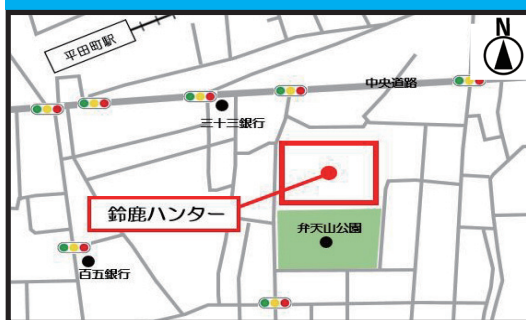 平田町駅
N
中央道路
三十三銀行
鈴鹿ハンター
弁天山公園
百五銀行